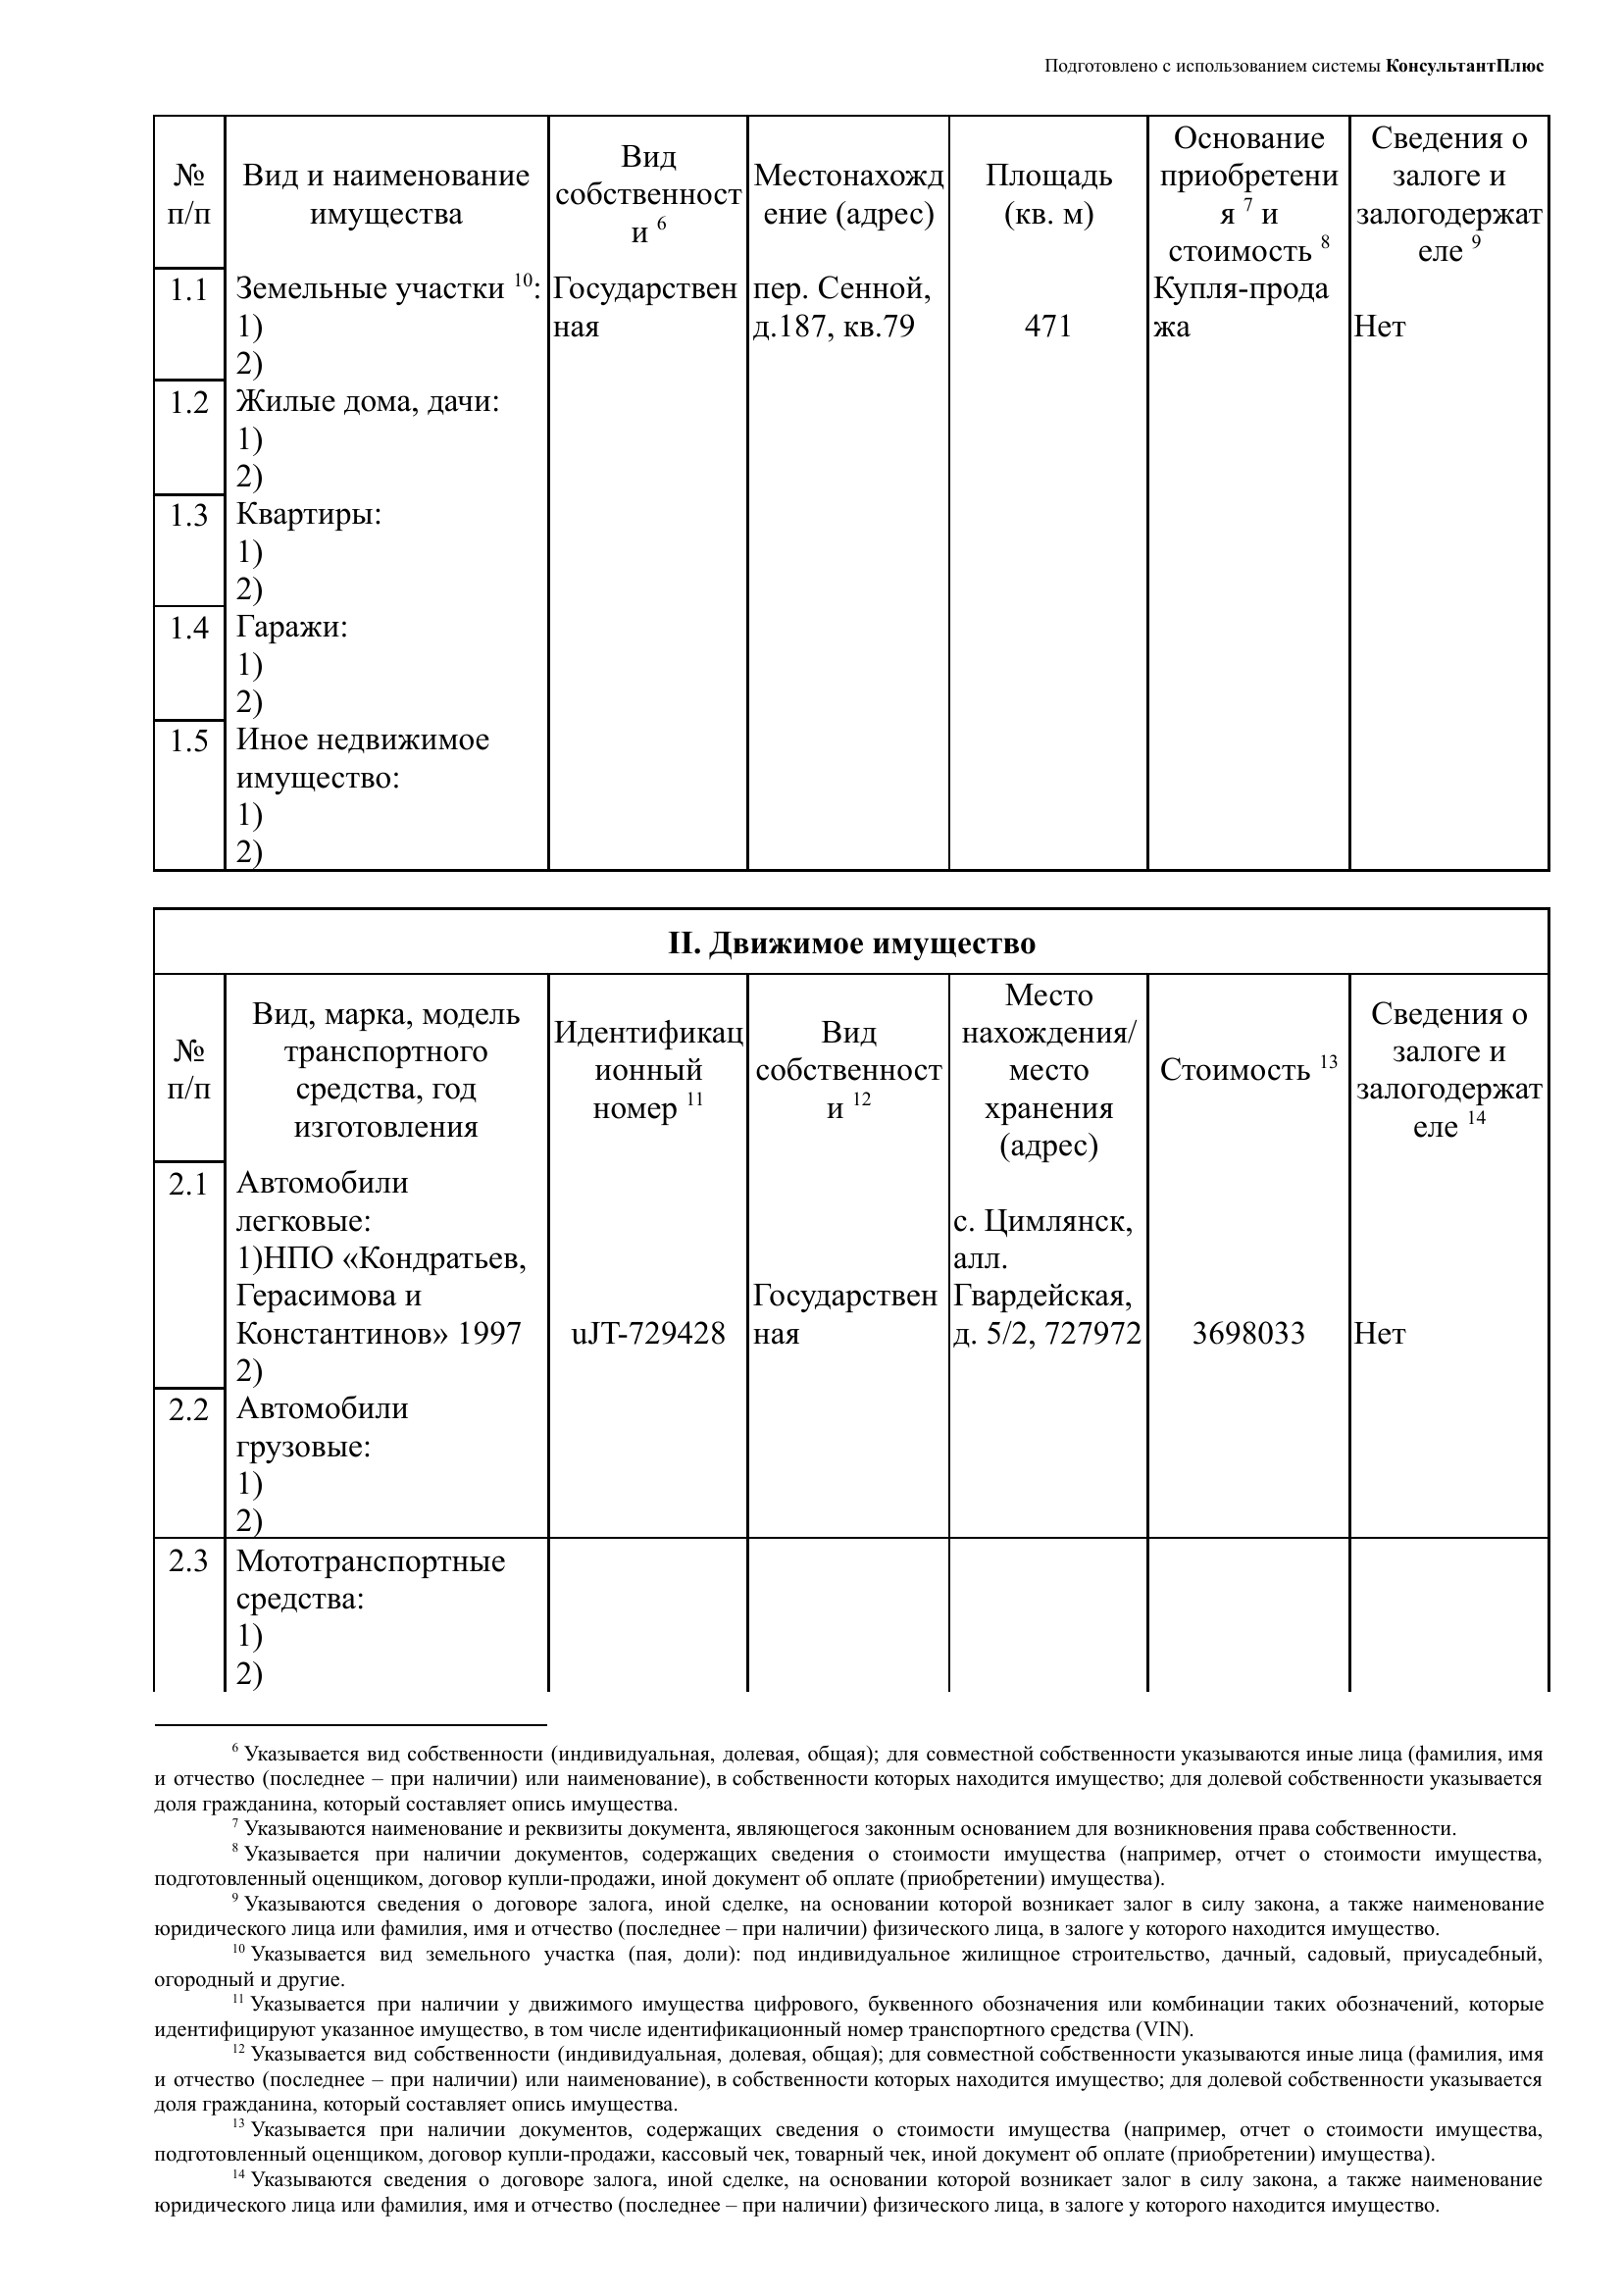 Подготовлено с использованием системы КонсультантПлюс
№
п/п
Вид и наименование
имущества
Вид
собственност
и 6
Местонахожд
ение (адрес)
Площадь
(кв. м)
Основание
приобретени
я 7 и
стоимость 8
Сведения о
залоге и
залогодержат
еле 9
1.1
Земельные участки 10:
1)
2)
Государствен
ная
пер. Сенной,
д.187, кв.79
471
Купля-прода
жа
Нет
1.2
Жилые дома, дачи:
1)
2)
1.3
Квартиры:
1)
2)
1.4
Гаражи:
1)
2)
1.5
Иное недвижимое
имущество:
1)
2)
II. Движимое имущество
№
п/п
Вид, марка, модель
транспортного
средства, год
изготовления
Идентификац
ионный
номер 11
Вид
собственност
и 12
Место
нахождения/
место
хранения
(адрес)
Стоимость 13
Сведения о
залоге и
залогодержат
еле 14
2.1
Автомобили
легковые:
1)НПО «Кондратьев,
Герасимова и
Константинов» 1997
2)
uJT-729428
Государствен
ная
с. Цимлянск,
алл.
Гвардейская,
д. 5/2, 727972
3698033
Нет
2.2
Автомобили
грузовые:
1)
2)
2.3
Мототранспортные
средства:
1)
2)
6 Указывается вид собственности (индивидуальная, долевая, общая); для совместной собственности указываются иные лица (фамилия, имя
и отчество (последнее – при наличии) или наименование), в собственности которых находится имущество; для долевой собственности указывается
доля гражданина, который составляет опись имущества.
7 Указываются наименование и реквизиты документа, являющегося законным основанием для возникновения права собственности.
8 Указывается при наличии документов, содержащих сведения о стоимости имущества (например, отчет о стоимости имущества,
подготовленный оценщиком, договор купли-продажи, иной документ об оплате (приобретении) имущества).
9 Указываются сведения о договоре залога, иной сделке, на основании которой возникает залог в силу закона, а также наименование
юридического лица или фамилия, имя и отчество (последнее – при наличии) физического лица, в залоге у которого находится имущество.
10 Указывается вид земельного участка (пая, доли): под индивидуальное жилищное строительство, дачный, садовый, приусадебный,
огородный и другие.
11 Указывается при наличии у движимого имущества цифрового, буквенного обозначения или комбинации таких обозначений, которые
идентифицируют указанное имущество, в том числе идентификационный номер транспортного средства (VIN).
12 Указывается вид собственности (индивидуальная, долевая, общая); для совместной собственности указываются иные лица (фамилия, имя
и отчество (последнее – при наличии) или наименование), в собственности которых находится имущество; для долевой собственности указывается
доля гражданина, который составляет опись имущества.
13 Указывается при наличии документов, содержащих сведения о стоимости имущества (например, отчет о стоимости имущества,
подготовленный оценщиком, договор купли-продажи, кассовый чек, товарный чек, иной документ об оплате (приобретении) имущества).
14 Указываются сведения о договоре залога, иной сделке, на основании которой возникает залог в силу закона, а также наименование
юридического лица или фамилия, имя и отчество (последнее – при наличии) физического лица, в залоге у которого находится имущество.